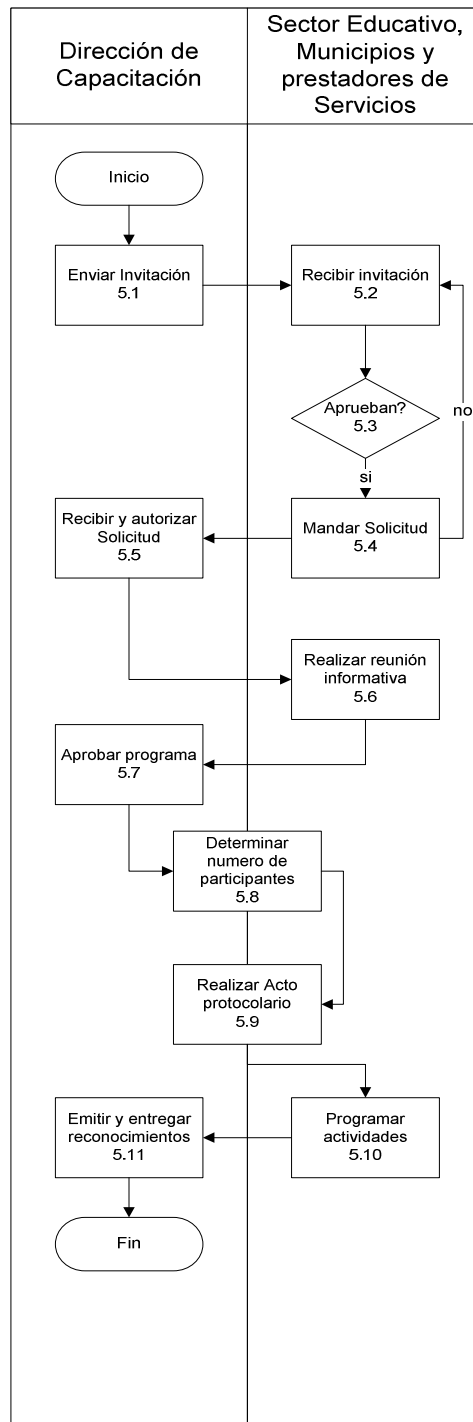 Dirección de
Capacitación
Sector Educativo,
Municipios y
prestadores de
Servicios
Inicio
Enviar Invitación
5.1
Recibir invitación
5.2
Aprueban?
5.3
no
si
Recibir y autorizar
Solicitud
5.5
Mandar Solicitud
5.4
Realizar reunión
informativa
5.6
Aprobar programa
5.7
Determinar
numero de
participantes
5.8
Realizar Acto
protocolario
5.9
Emitir y entregar
reconocimientos
5.11
Programar
actividades
5.10
Fin